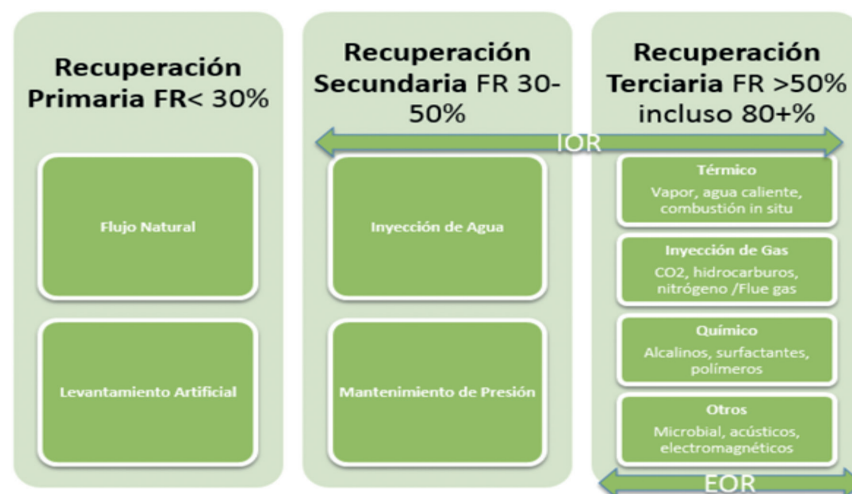 Recuperación
Primaria FR< 30%
Flujo Natural
Levantamiento Artificial
Recuperación
Secundaria FR 30-
50%
Inyección de Agua
Mantenimiento de Presión
Recuperación
Terciaria FR >50%
incluso 80+%
IOR
Térmico
Vapor, agua caliente,
combustión in situ
Inyección de Gas
CO2, hidrocarburos,
nitrógeno /Flue gas
Químico
Alcalinos, surfactantes,
polímeros
Otros
Microbial, acústicos,
electromagnéticos
EOR